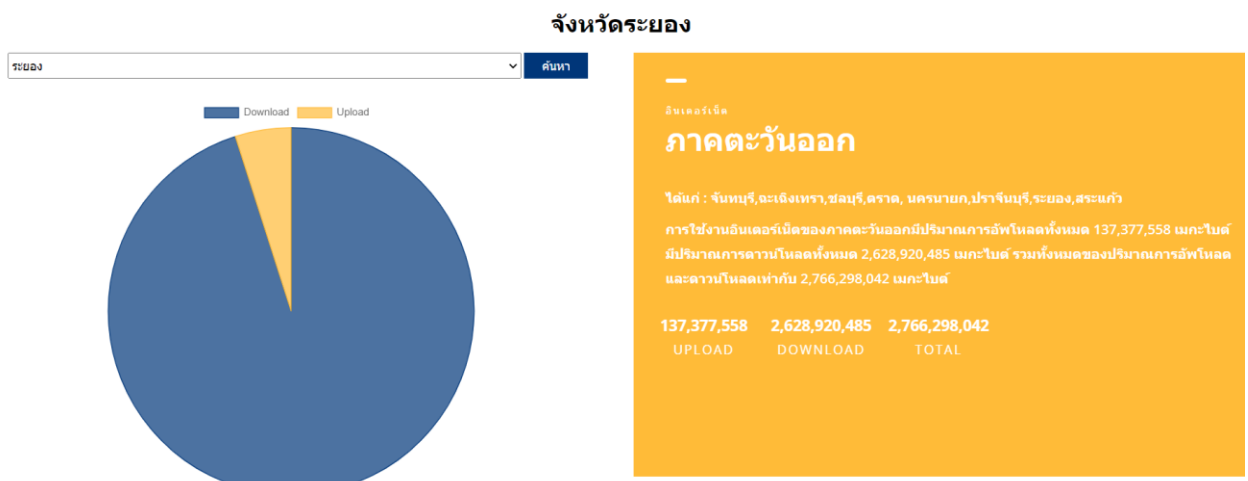 จังหวัดระยอง
ระยอง
ค้นหา
Download Upload
อินเตอร์เน็ต
ภาคตะวันออก
ได้แก่ : จันทบุรี,ฉะเชิงเทรา,ชลบุรี,ตราด, นครนายก,ปราจีนบุรี,ระยอง,สระแก้ว
การใช้งานอินเตอร์เน็ตของภาคตะวันออกมีปริมาณการอัพโหลดทั้งหมด 137,377,558 เมกะไบต์
มีปริมาณการดาวน์โหลดทั้งหมด 2,628,920,485 เมกะไบต์ รวมทั้งหมดของปริมาณการอัพโหลด
และดาวน์โหลดเท่ากับ 2,766,298,042 เมกะไบต์
137,377,558 2,628,920,485 2,766,298,042
UPLOAD DOWNLOAD TOTAL